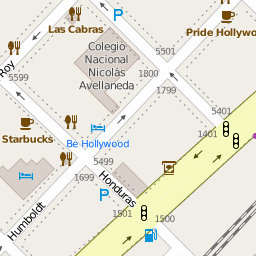 P
Las Cabras
Pride Hollywo
Colegio
Nacional
Nicolás
Avellaneda
5501
1800
Roy
5599
1799
5401
1401
Starbucks
Be Hollywood
5499
1699
Honduras
P
1501
1500
Humboldt